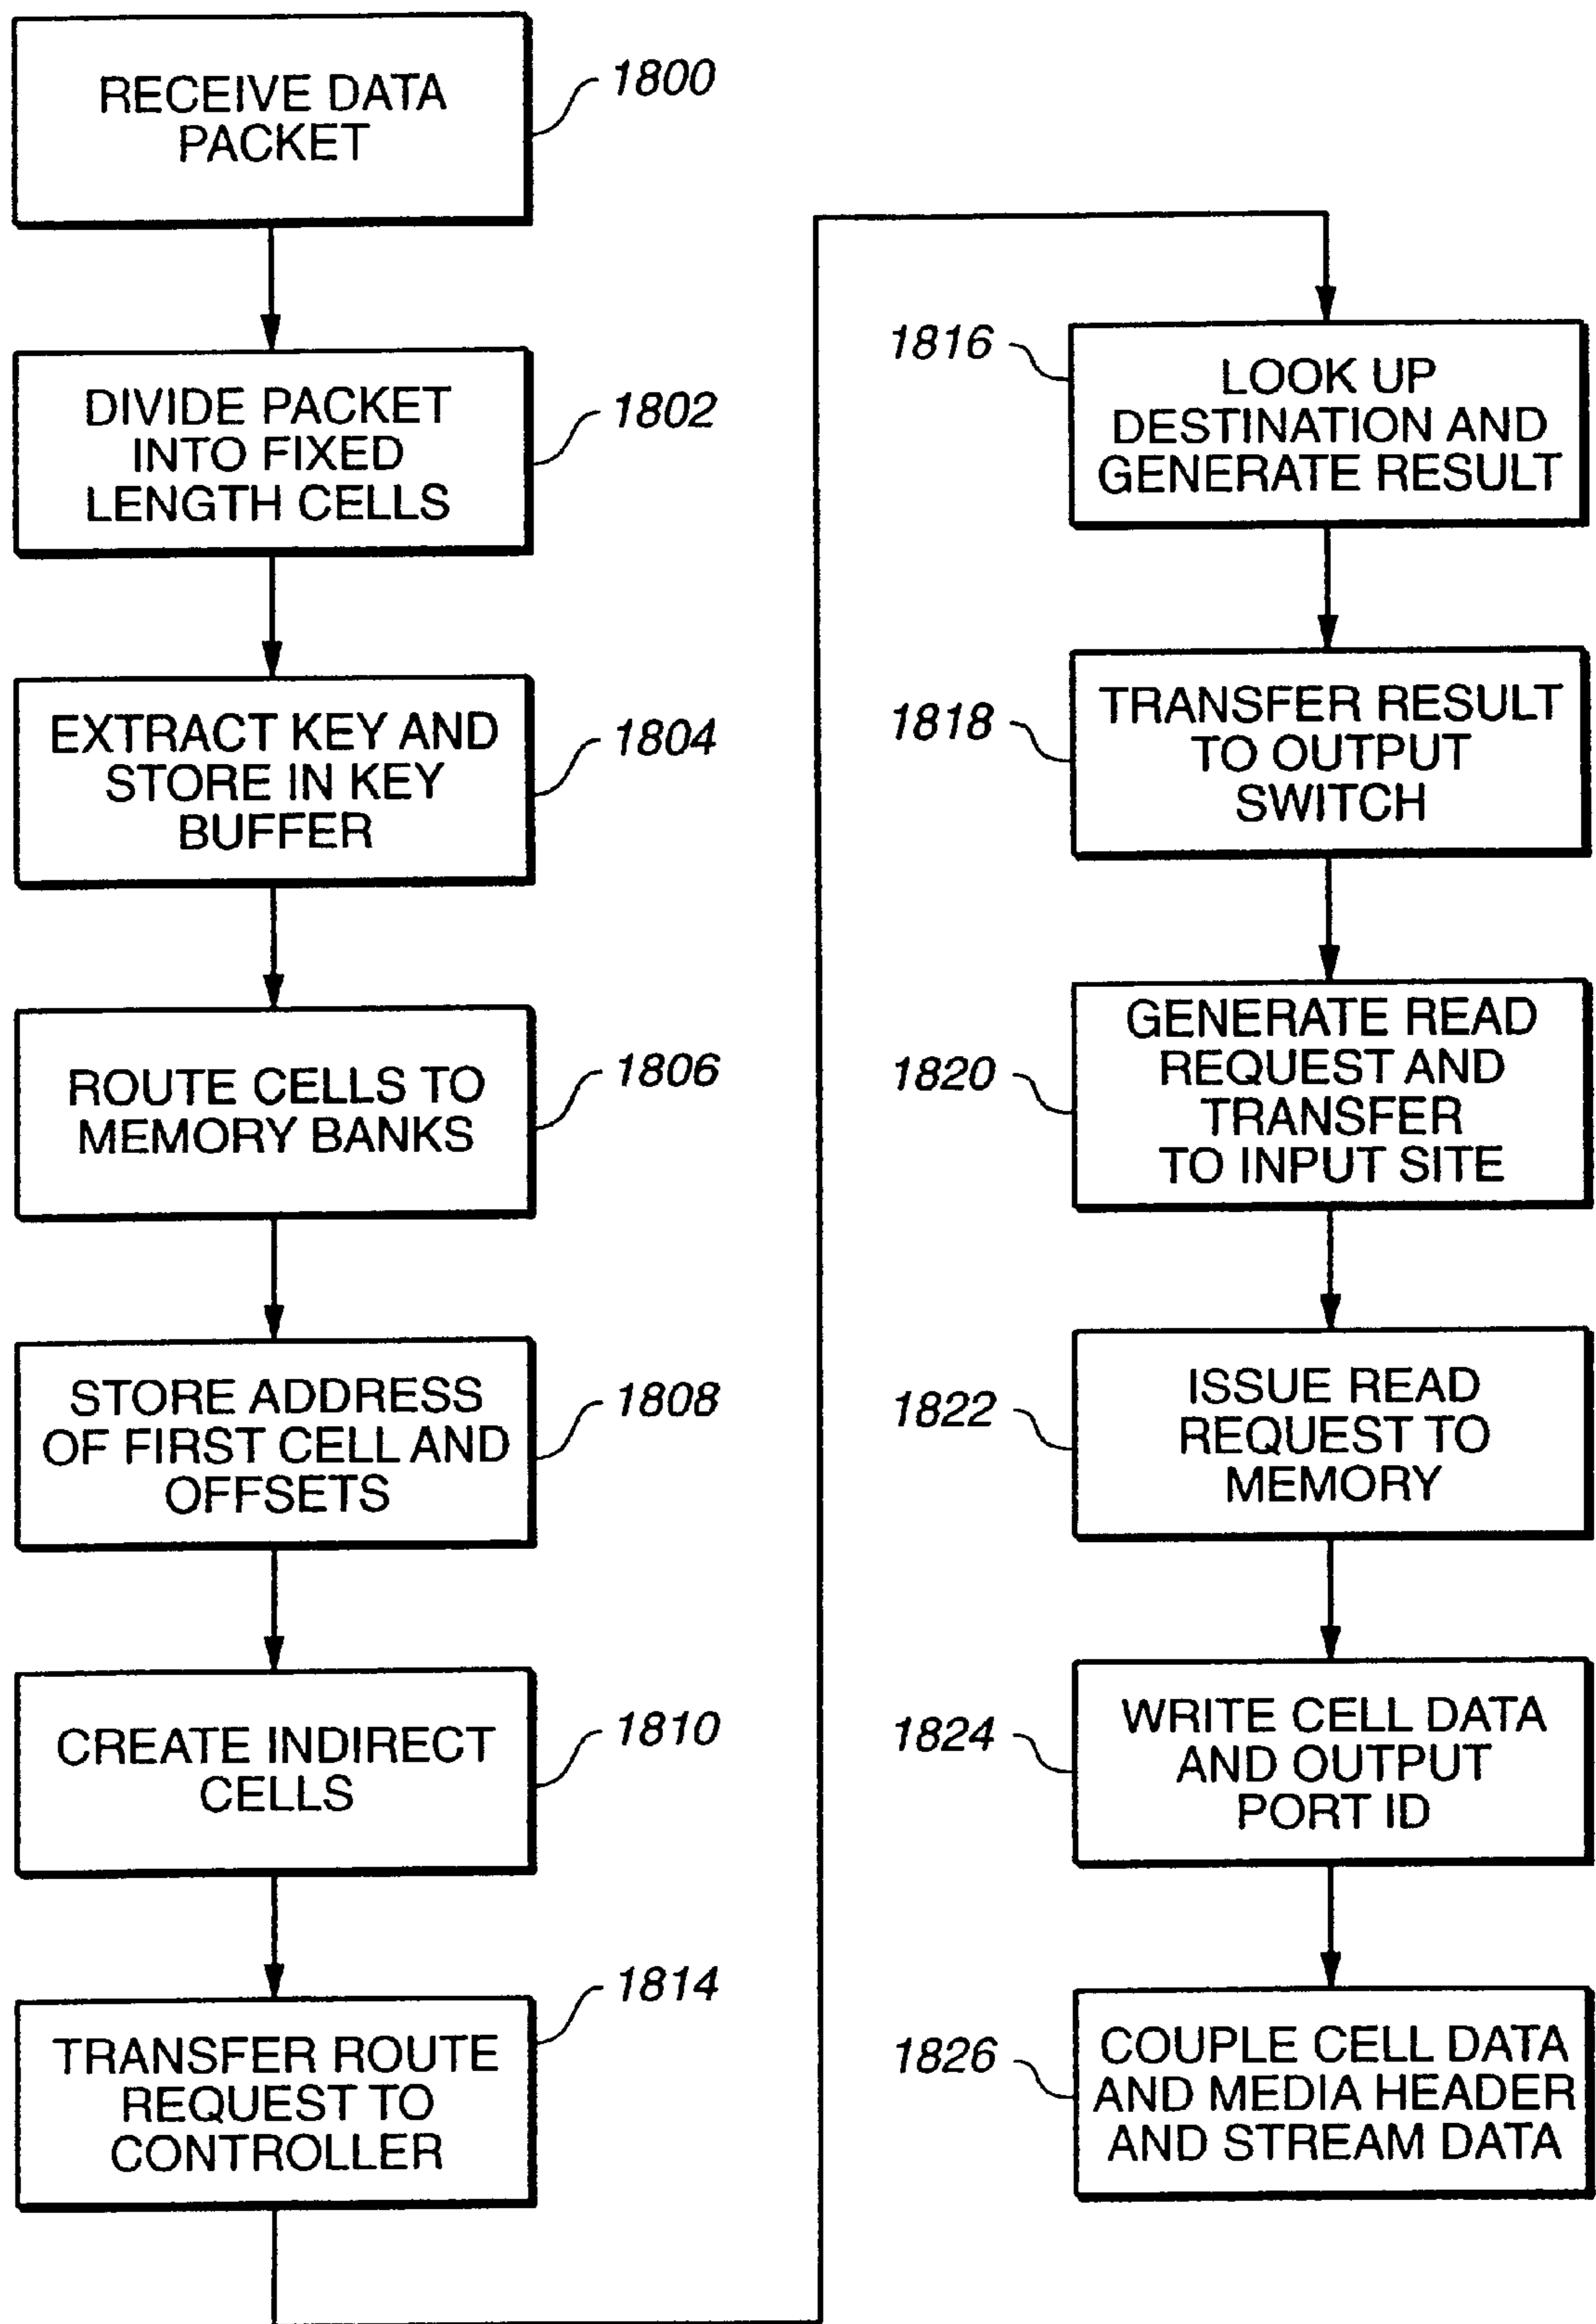 RECEIVE DATA
PACKET
1800
DIVIDE PACKET
INTO FIXED
LENGTH CELLS
1802
EXTRACT KEY AND
STORE IN KEY
BUFFER
1804
ROUTE CELLS TO
MEMORY BANKS
1806
STORE ADDRESS
OF FIRST CELL AND
OFFSETS
1808
CREATE INDIRECT
CELLS
1810
TRANSFER ROUTE
REQUEST TO
CONTROLLER
1814
1816
LOOK UP
DESTINATION AND
GENERATE RESULT
1818
TRANSFER RESULT
TO OUTPUT
SWITCH
1820
GENERATE READ
REQUEST AND
TRANSFER
TO INPUT SITE
1822
ISSUE READ
REQUEST TO
MEMORY
1824
WRITE CELL DATA
AND OUTPUT
PORT ID
1826
COUPLE CELL DATA
AND MEDIA HEADER
AND STREAM DATA